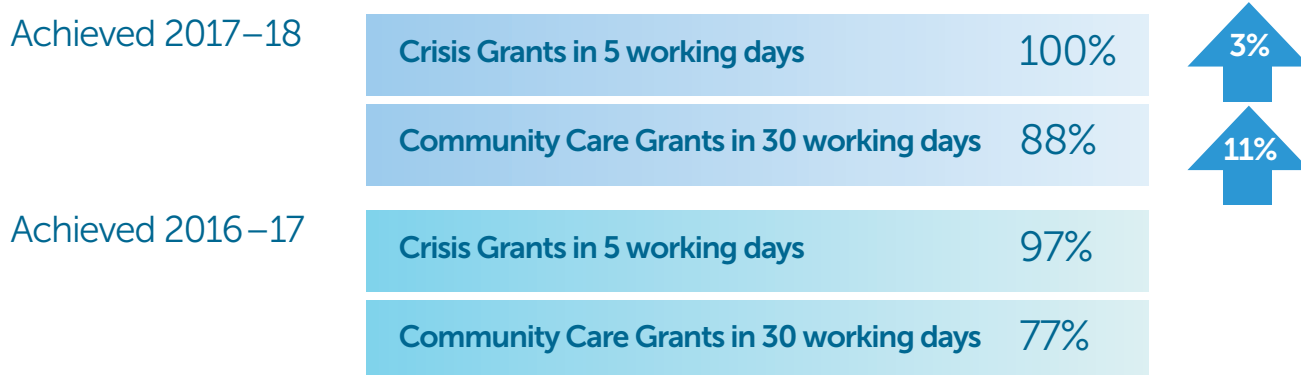 Achieved 2017–18
Crisis Grants in 5 working days 100% 3%
Community Care Grants in 30 working days 88% 11%
Achieved 2016–17
Crisis Grants in 5 working days 97%
Community Care Grants in 30 working days 77%